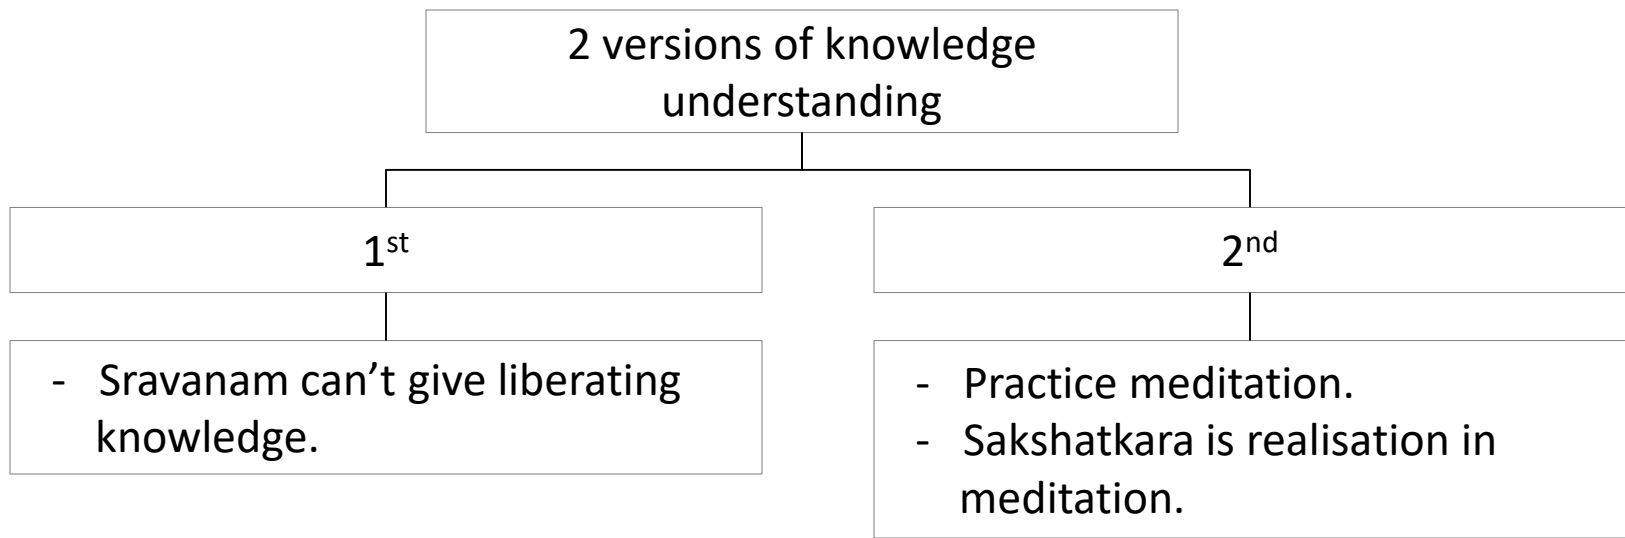 2 versions of knowledge
understanding
1st
2nd
- Sravanam can’t give liberating
knowledge.
- Practice meditation.
- Sakshatkara is realisation in
meditation.